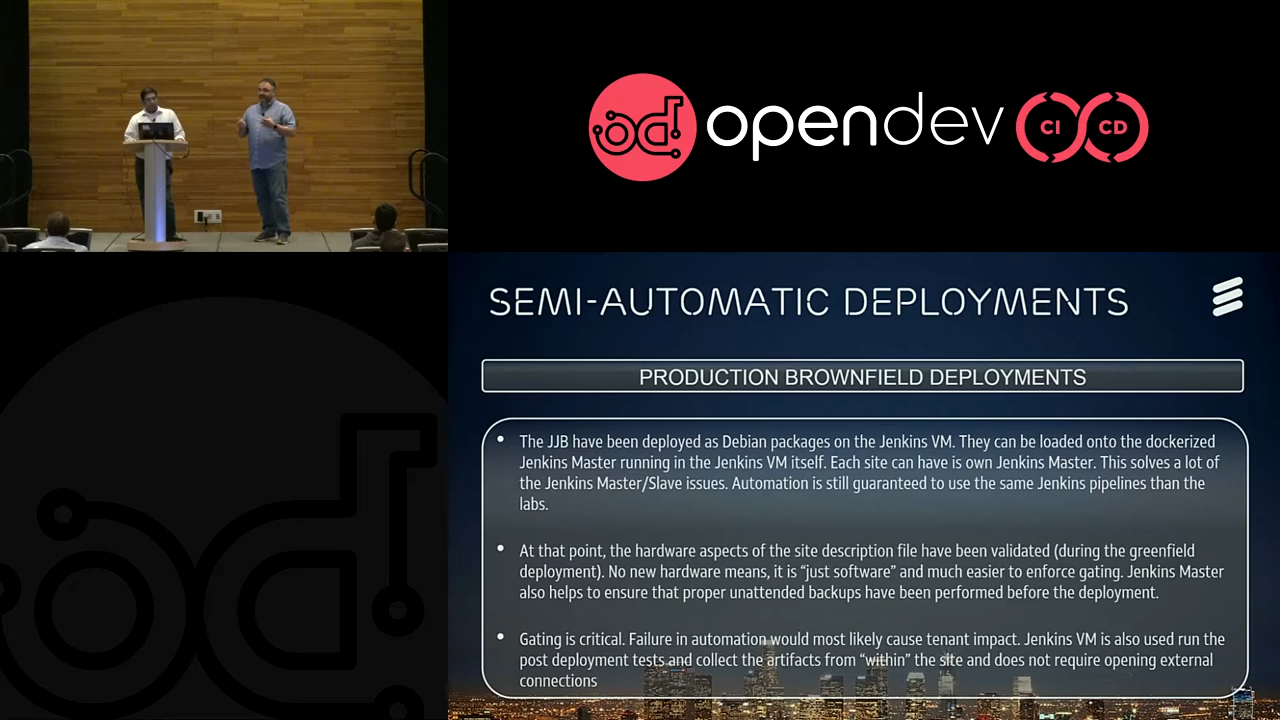 od opendev CI CD
SEMI-AUTOMATIC DEPLOYMENTS
PRODUCTION BROWNFIELD DEPLOYMENTS
• The JJB have been deployed as Debian packages on the Jenkins VM. They can be loaded onto the dockerized
Jenkins Master running in the Jenkins VM itself. Each site can have is own Jenkins Master. This solves a lot of
the Jenkins Master/Slave issues. Automation is still guaranteed to use the same Jenkins pipelines than the
labs.
• At that point, the hardware aspects of the site description file have been validated (during the greenfield
deployment). No new hardware means, it is “just software” and much easier to enforce gating. Jenkins Master
also helps to ensure that proper unattended backups have been performed before the deployment.
• Gating is critical. Failure in automation would most likely cause tenant impact. Jenkins VM is also used run the
post deployment tests and collect the artifacts from “within” the site and does not require opening external
connections